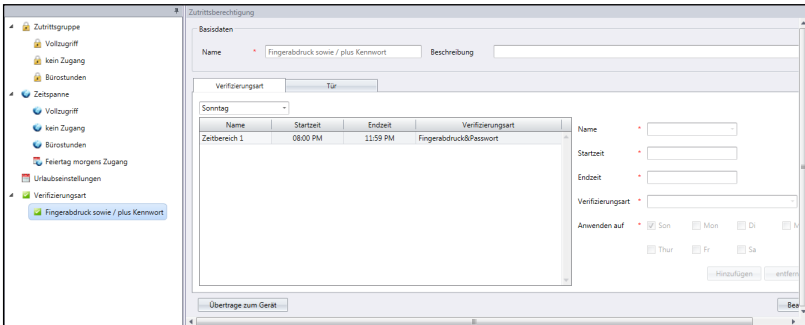 Zutrittsberechtigung
Zutrittsgruppe
Vollzugriff
kein Zugang
Bürostunden
Zeitspanne
Vollzugriff
kein Zugang
Bürostunden
Feiertag morgens Zugang
Urlaubseinstellungen
Verifizierungsart
Fingerabdruck sowie / plus Kennwort
Basisdaten
Name * Fingerabdruck sowie / plus Kennwort Beschreibung
Verifizierungsart Tür
Sonntag
Name Startzeit Endzeit Verifizierungsart
Zeitbereich 1 08:00 PM 11:59 PM Fingerabdruck&Passwort
Name *
Startzeit *
Endzeit *
Verifizierungsart *
Anwenden auf * Son Mon Di M
Thur Fr Sa
Hinzufügen entfern
Übertrage zum Gerät Bea